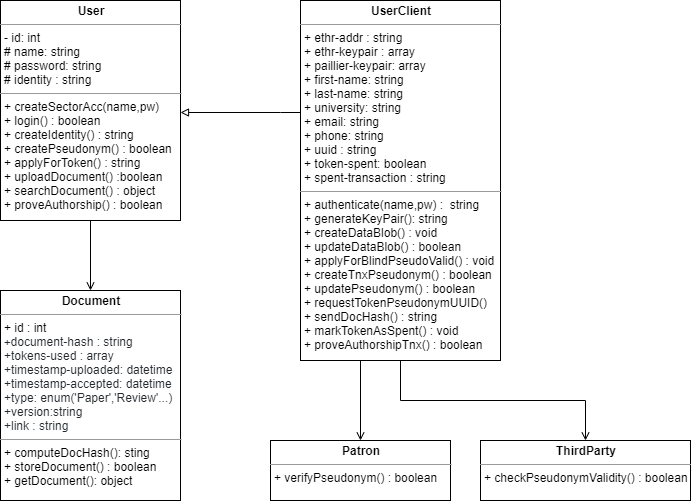 User
- id: int
# name: string
# password: string
# identity : string
+ createSectorAcc(name,pw)
+ login() : boolean
+ createIdentity() : string
+ createPseudonym() : boolean
+ applyForToken() : string
+ uploadDocument() :boolean
+ searchDocument() : object
+ proveAuthorship() : boolean
UserClient
+ ethr-addr : string
+ ethr-keypair : array
+ paillier-keypair: array
+ first-name: string
+ last-name: string
+ university: string
+ email: string
+ phone: string
+ uuid : string
+ token-spent: boolean
+ spent-transaction : string
+ authenticate(name,pw) : string
+ generateKeyPair(): string
+ createDataBlob() : void
+ updateDataBlob() : boolean
+ applyForBlindPseudoValid() : void
+ createTnxPseudonym() : boolean
+ updatePseudonym() : boolean
+ requestTokenPseudonymUUID()
+ sendDocHash() : string
+ markTokenAsSpent() : void
+ proveAuthorshipTnx() : boolean
Document
+ id : int
+document-hash : string
+tokens-used : array
+timestamp-uploaded: datetime
+timestamp-accepted: datetime
+type: enum('Paper','Review'...)
+version:string
+link : string
+ computeDocHash(): sting
+ storeDocument() : boolean
+ getDocument(): object
Patron
+ verifyPseudonym() : boolean
ThirdParty
+ checkPseudonymValidity() : boolean